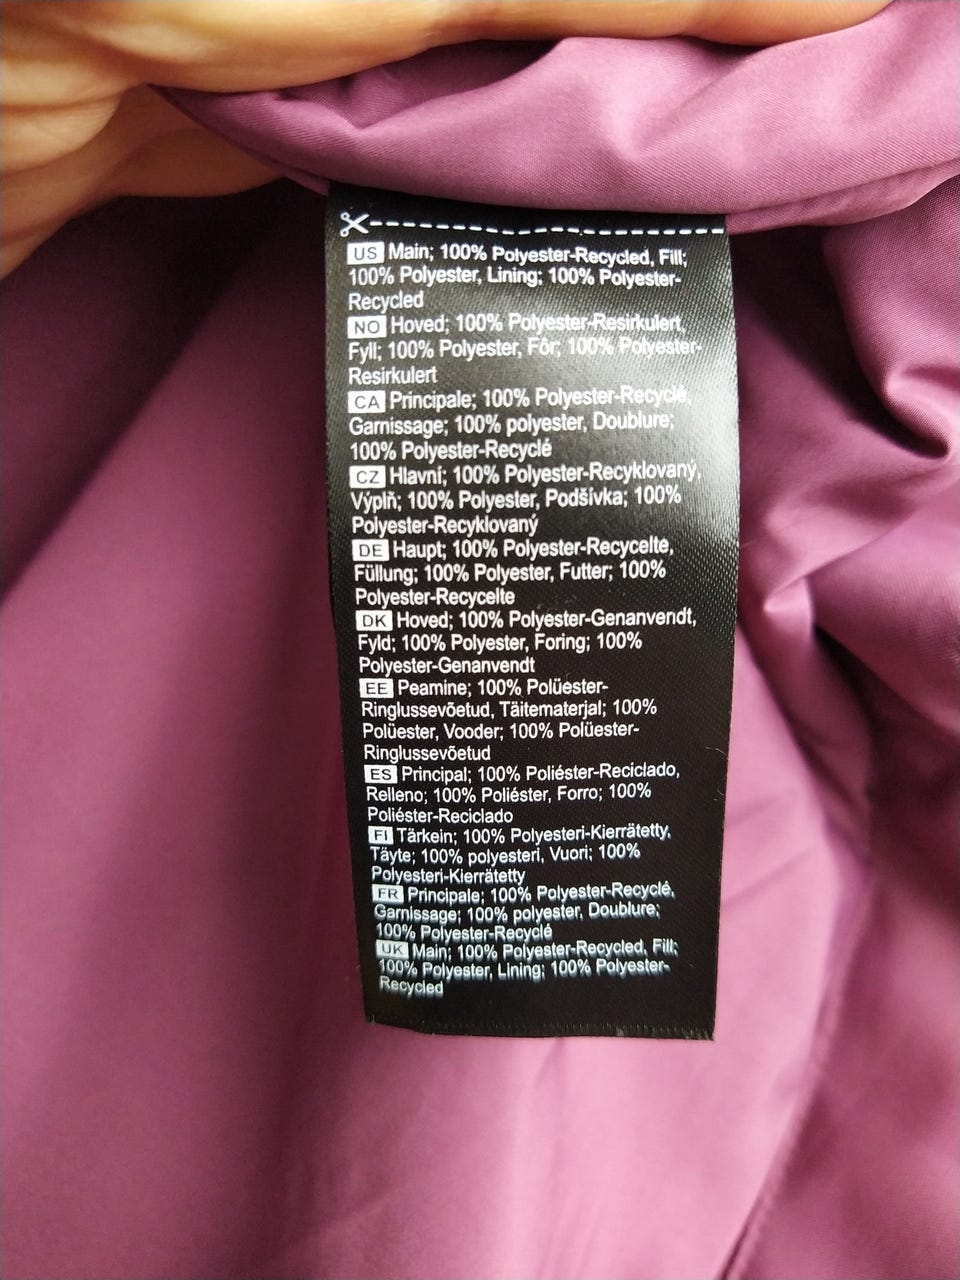 US Main; 100% Polyester-Recycled, Fill;
100% Polyester, Lining; 100% Polyester-
Recycled
NO Hoved; 100% Polyester-Resirkulert,
Fyll; 100% Polyester, Fôr; 100% Polyester-
Resirkulert
CA Principale; 100% Polyester-Recyclé,
Garnissage; 100% polyester, Doublure;
100% Polyester-Recyclé
CZ Hlavní; 100% Polyester-Recyklovaný,
Výplň; 100% Polyester, Podšívka; 100%
Polyester-Recyklovaný
DE Haupt; 100% Polyester-Recycelte,
Füllung; 100% Polyester, Futter; 100%
Polyester-Recycelte
DK Hoved; 100% Polyester-Genanvendt,
Fyld; 100% Polyester, Foring; 100%
Polyester-Genanvendt
EE Peamine; 100% Polüester-
Ringlussevõetud, Täitematerjal; 100%
Polüester, Vooder; 100% Polüester-
Ringlussevõetud
ES Principal; 100% Poliéster-Reciclado,
Relleno; 100% Poliéster, Forro; 100%
Poliéster-Reciclado
FI Tärkein; 100% Polyesteri-Kierrätetty,
Täyte; 100% polyesteri, Vuori; 100%
Polyesteri-Kierrätetty
FR Principale; 100% Polyester-Recyclé,
Garnissage; 100% polyester, Doublure;
100% Polyester-Recyclé
UK Main; 100% Polyester-Recycled, Fill;
100% Polyester, Lining; 100% Polyester-
Recycled